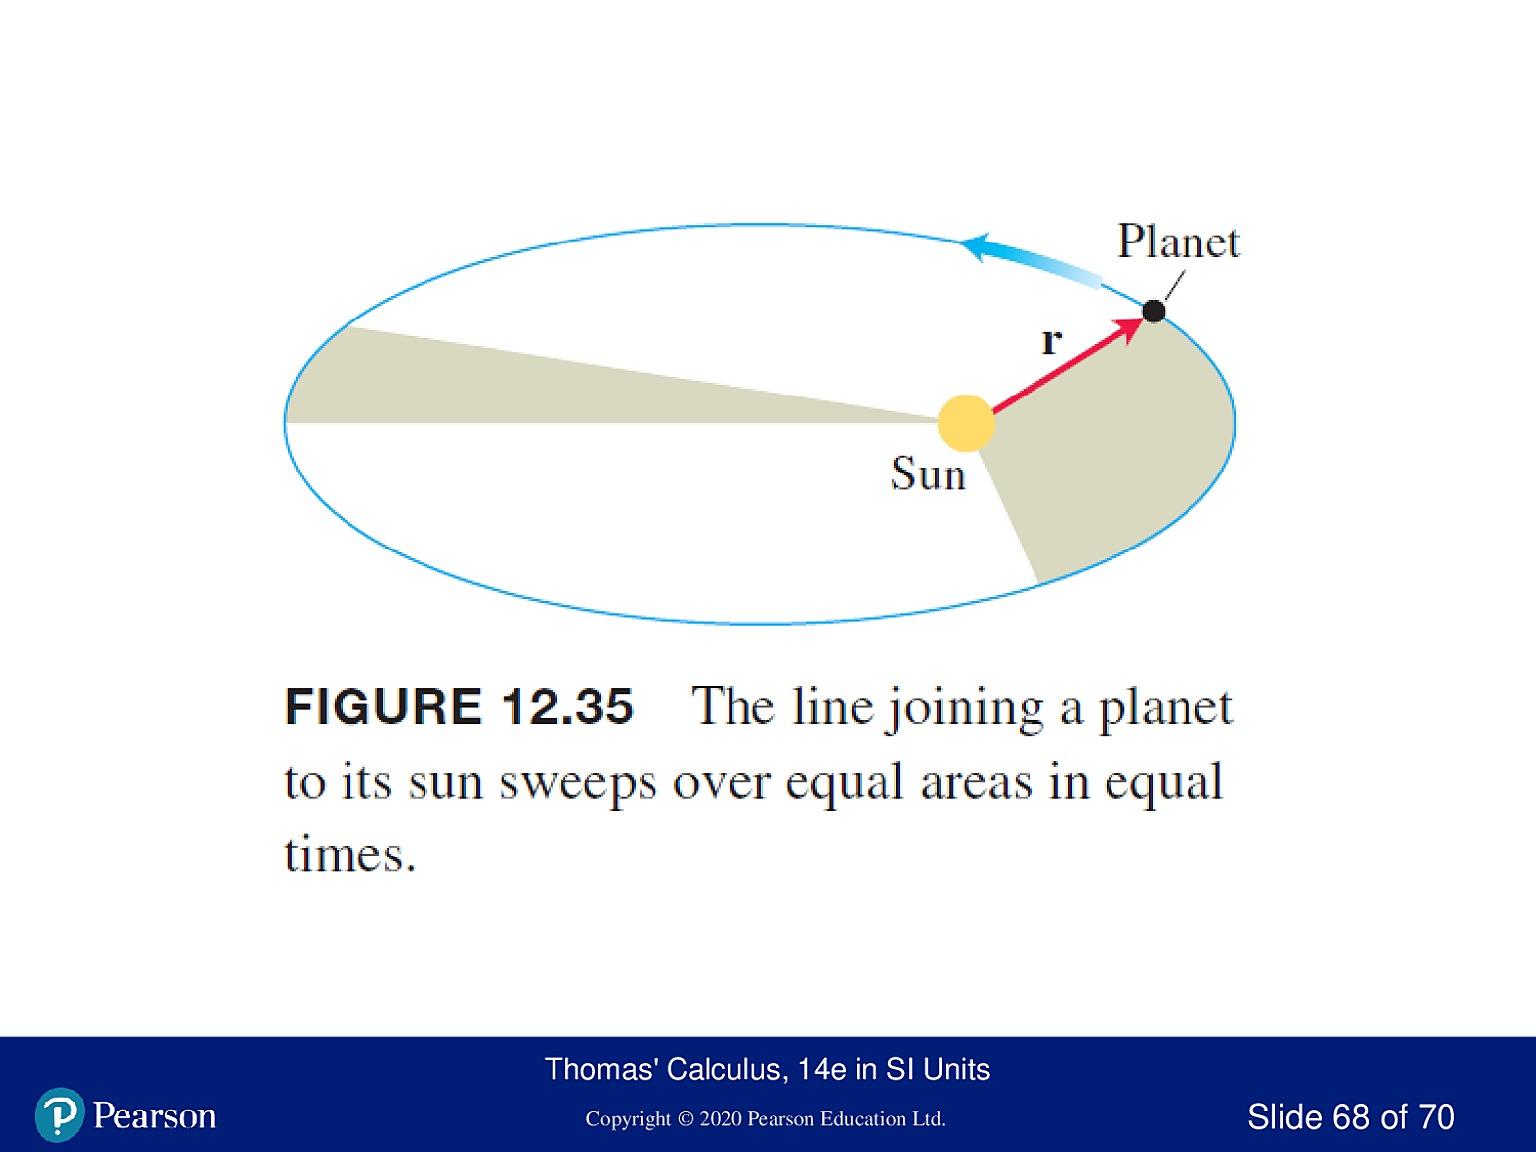 Planet
r
Sun
FIGURE 12.35 The line joining a planet
to its sun sweeps over equal areas in equal
times.
Thomas' Calculus, 14e in SI Units
Pearson
Copyright © 2020 Pearson Education Ltd.
Slide 68 of 70